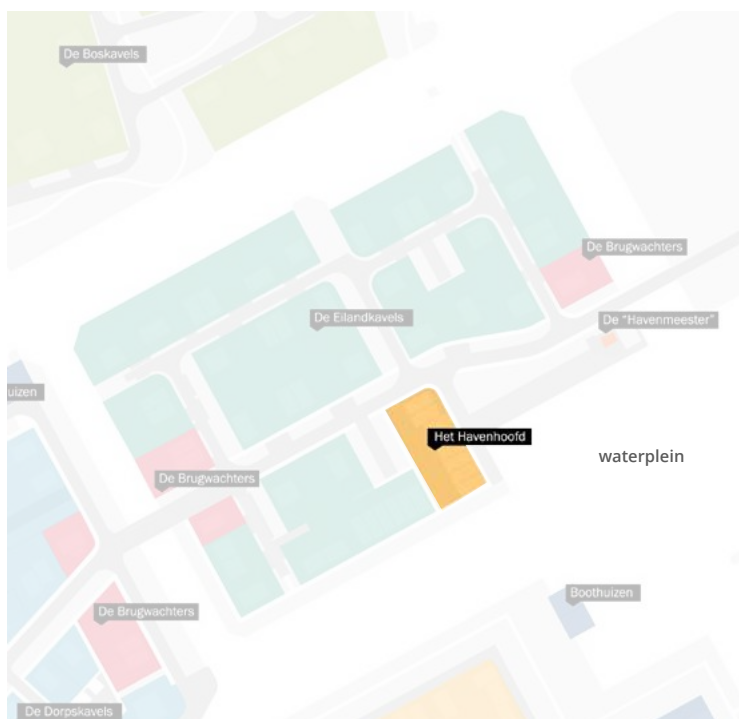 De Boskavels
De Brugwachters
De Eilandkavels
De "Havenmeester"
uizen
Het Havenhoofd
waterplein
De Brugwachters
Boothuizen
De Brugwachters
De Dorpskavels